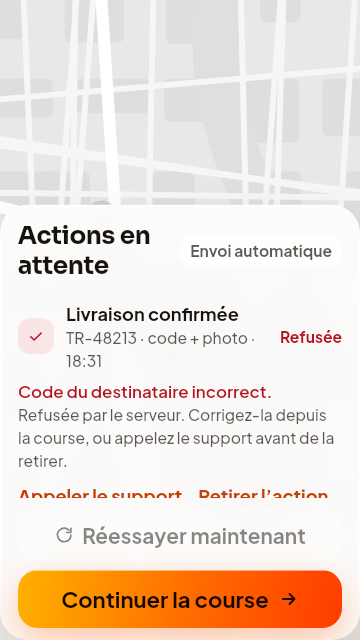 Actions en
attente
Envoi automatique
Livraison confirmée
TR-48213 · code + photo ·
18:31
Refusée
Code du destinataire incorrect.
Refusée par le serveur. Corrigez-la depuis
la course, ou appelez le support avant de la
retirer.
Appeler le support
Retirer l’action
Réessayer maintenant
Continuer la course →